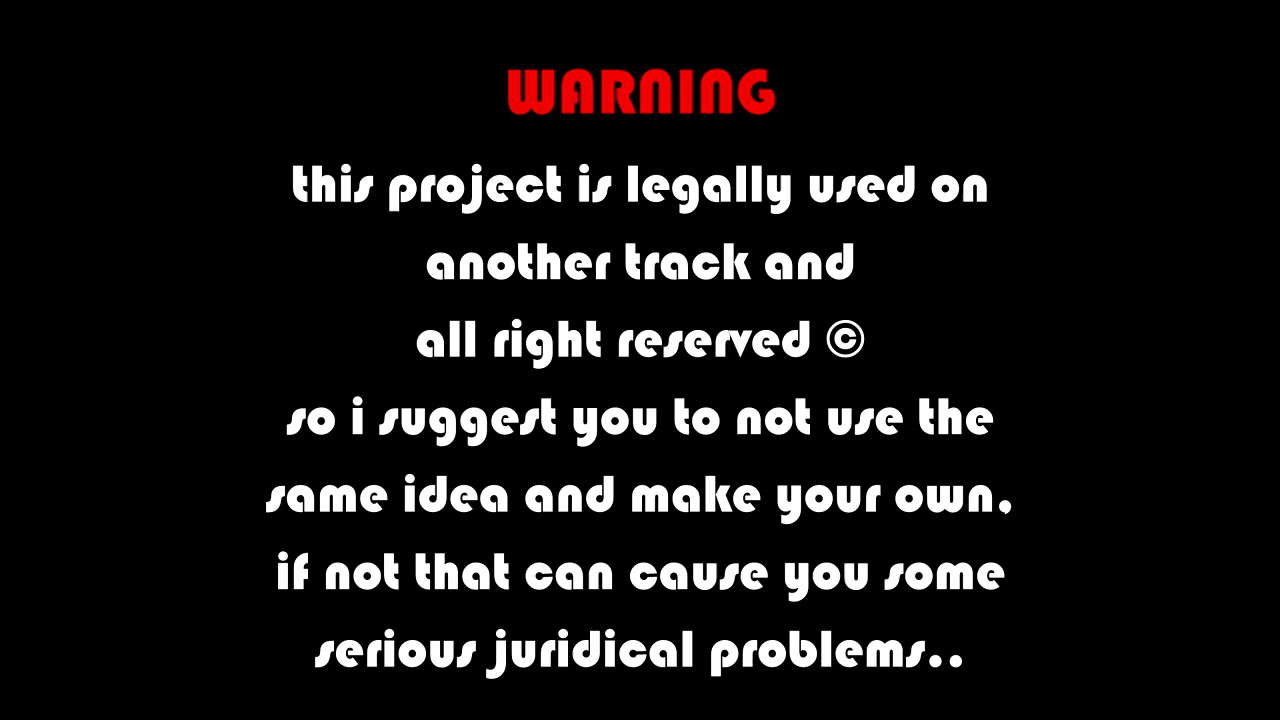 WARNING
this project is legally used on
another track and
all right reserved ©
so i suggest you to not use the
same idea and make your own,
if not that can cause you some
serious juridical problems..